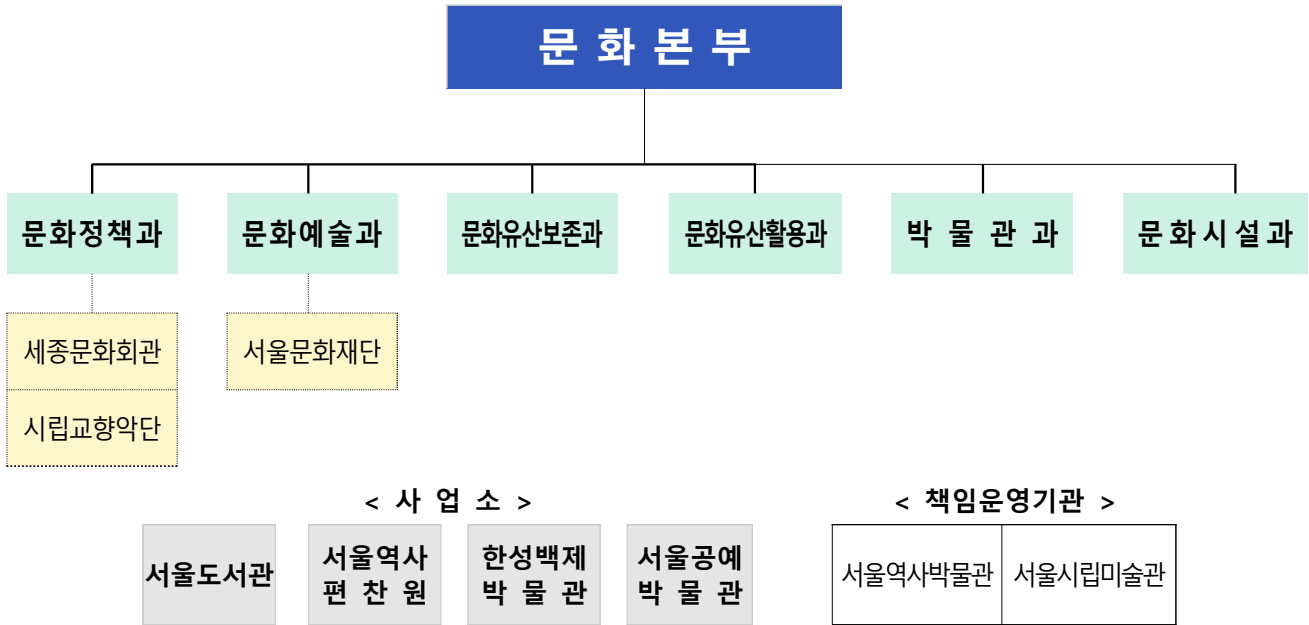 문 화 본 부
문화정책과
문화예술과
문화유산보존과
문화유산활용과
박 물 관 과
문 화 시 설 과
세종문화회관
서울문화재단
시립교향악단
< 사 업 소 >
< 책임운영기관 >
서울도서관
서울역사
편 찬 원
한성백제
박 물 관
서울공예
박 물 관
서울역사박물관
서울시립미술관